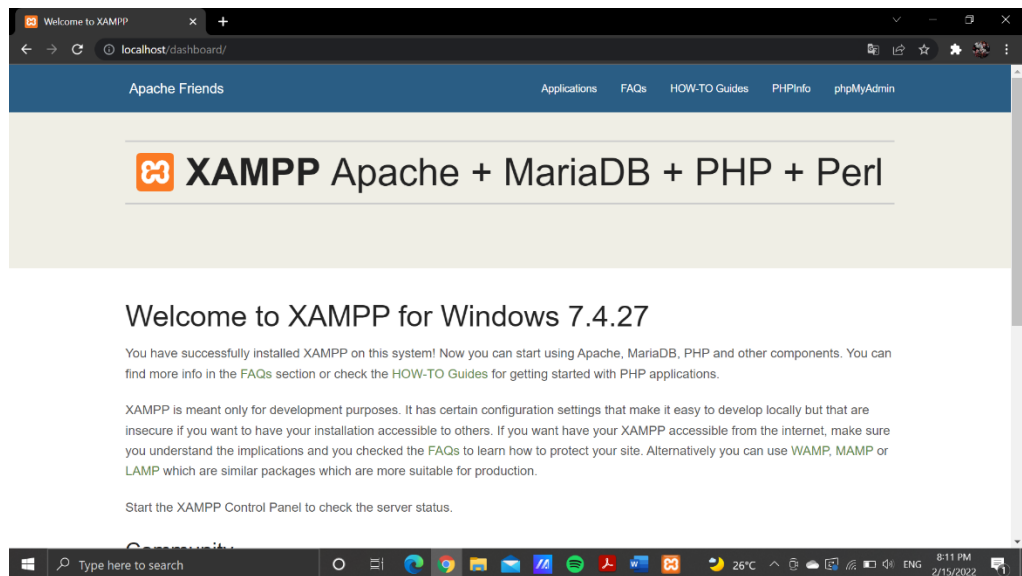 Welcome to XAMPP
localhost/dashboard/
Apache Friends
Applications FAQs HOW-TO Guides PHPInfo phpMyAdmin
XAMPP Apache + MariaDB + PHP + Perl
Welcome to XAMPP for Windows 7.4.27
You have successfully installed XAMPP on this system! Now you can start using Apache, MariaDB, PHP and other components. You can
find more info in the FAQs section or check the HOW-TO Guides for getting started with PHP applications.
XAMPP is meant only for development purposes. It has certain configuration settings that make it easy to develop locally but that are
insecure if you want to have your installation accessible to others. If you want have your XAMPP accessible from the internet, make sure
you understand the implications and you checked the FAQs to learn how to protect your site. Alternatively you can use WAMP, MAMP or
LAMP which are similar packages which are more suitable for production.
Start the XAMPP Control Panel to check the server status.
Community
Type here to search
26°C
ENG
8:11 PM
2/15/2022